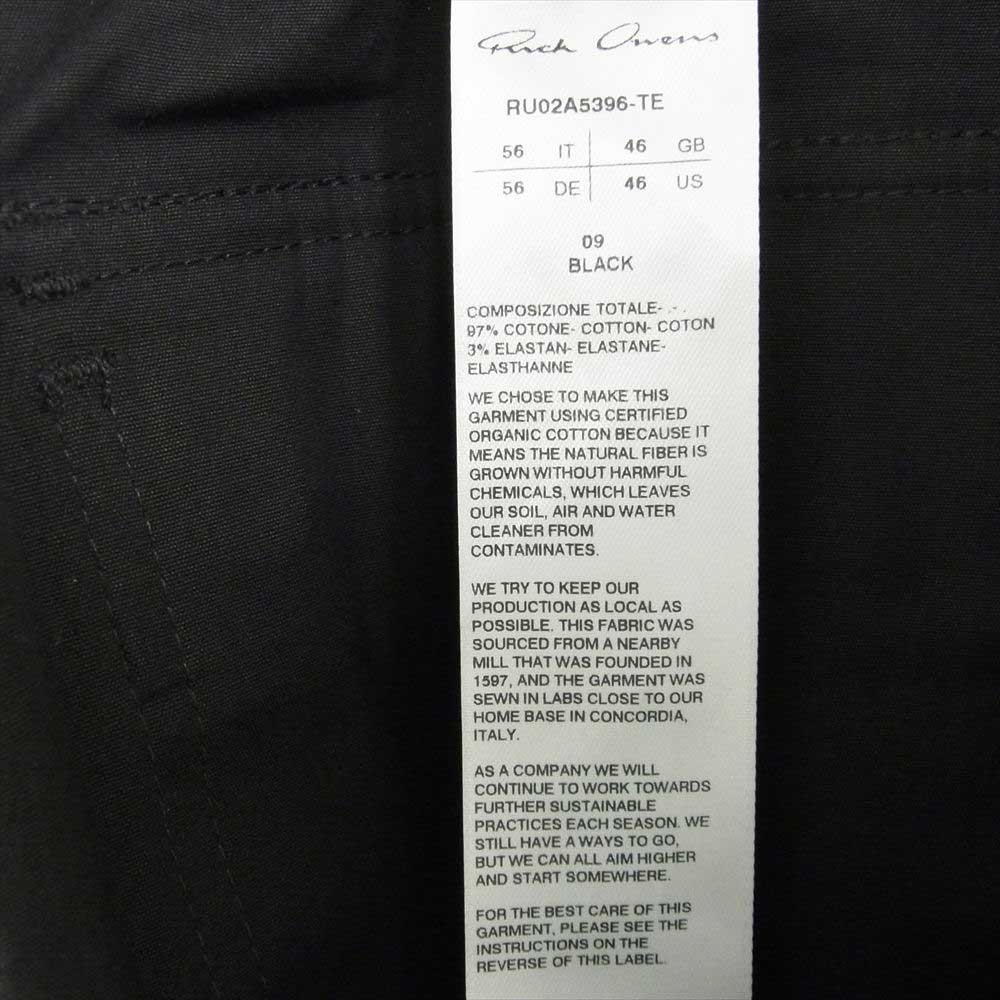 Rick Owens
RU02A5396-TE
56 IT 46 GB
56 DE 46 US
09
BLACK
COMPOSIZIONE TOTALE- - .
97% COTONE- COTTON- COTON
3% ELASTAN- ELASTANE-
ELASTHANNE
WE CHOSE TO MAKE THIS
GARMENT USING CERTIFIED
ORGANIC COTTON BECAUSE IT
MEANS THE NATURAL FIBER IS
GROWN WITHOUT HARMFUL
CHEMICALS, WHICH LEAVES
OUR SOIL, AIR AND WATER
CLEANER FROM
CONTAMINATES.
WE TRY TO KEEP OUR
PRODUCTION AS LOCAL AS
POSSIBLE. THIS FABRIC WAS
SOURCED FROM A NEARBY
MILL THAT WAS FOUNDED IN
1597, AND THE GARMENT WAS
SEWN IN LABS CLOSE TO OUR
HOME BASE IN CONCORDIA,
ITALY.
AS A COMPANY WE WILL
CONTINUE TO WORK TOWARDS
FURTHER SUSTAINABLE
PRACTICES EACH SEASON. WE
STILL HAVE A WAYS TO GO,
BUT WE CAN ALL AIM HIGHER
AND START SOMEWHERE.
FOR THE BEST CARE OF THIS
GARMENT, PLEASE SEE THE
INSTRUCTIONS ON THE
REVERSE OF THIS LABEL.